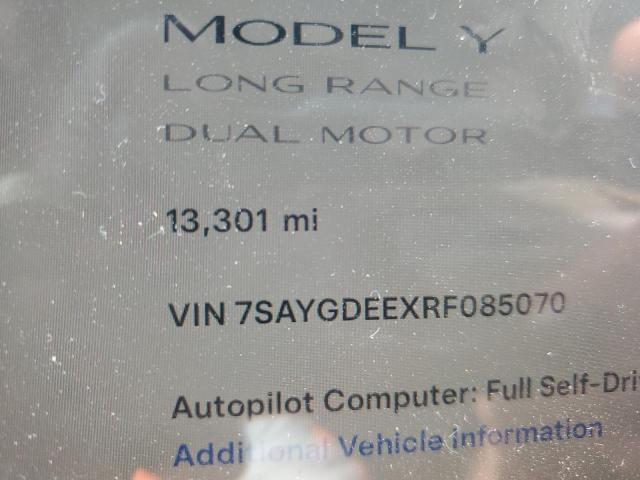 MODEL Y
LONG RANGE
DUAL MOTOR
13,301 mi
VIN 7SAYGDEEXRF085070
Autopilot Computer: Full Self-Dri
Additional Vehicle information